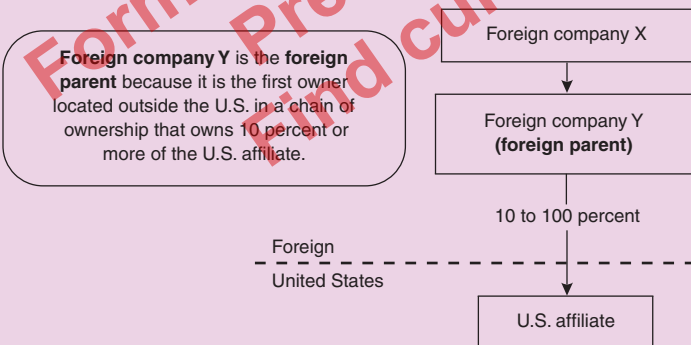 Foreign company Y is the foreign
parent because it is the first owner
located outside the U.S. in a chain of
ownership that owns 10 percent or
more of the U.S. affiliate.
Foreign company X
Foreign company Y
(foreign parent)
10 to 100 percent
Foreign
United States
U.S. affiliate
Find